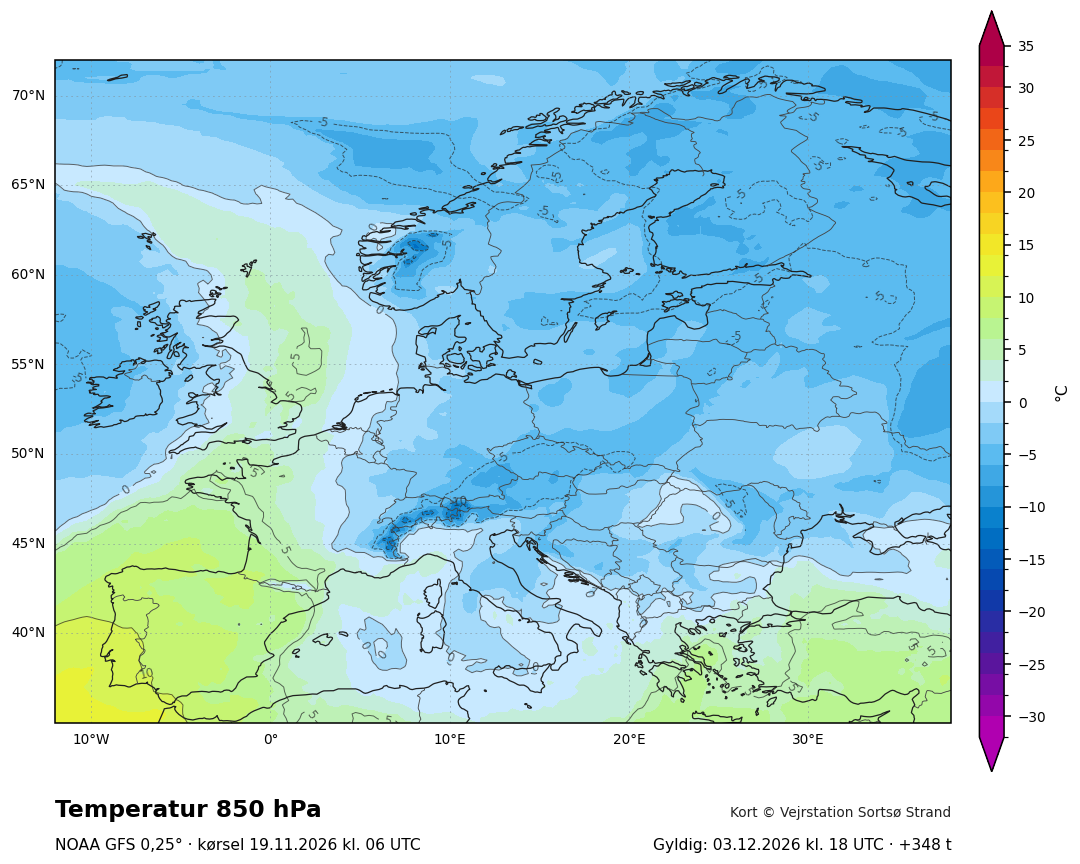 35
30
25
20
15
10
5
0
−5
−10
−15
−20
−25
−30
°C
70°N
65°N
60°N
55°N
50°N
45°N
40°N
10°W
0°
10°E
20°E
30°E
Temperatur 850 hPa
Kort © Vejrstation Sortsø Strand
NOAA GFS 0,25° · kørsel 19.11.2026 kl. 06 UTC
Gyldig: 03.12.2026 kl. 18 UTC · +348 t